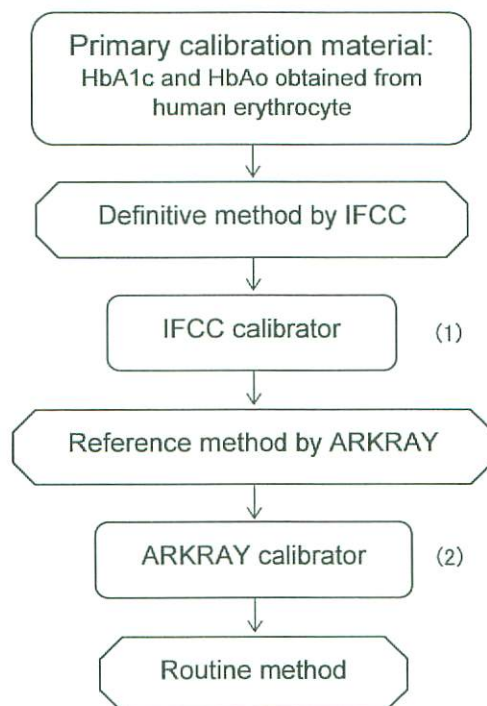 Primary calibration material:
HbA1c and HbAo obtained from
human erythrocyte
Definitive method by IFCC
IFCC calibrator (1)
Reference method by ARKRAY
ARKRAY calibrator (2)
Routine method